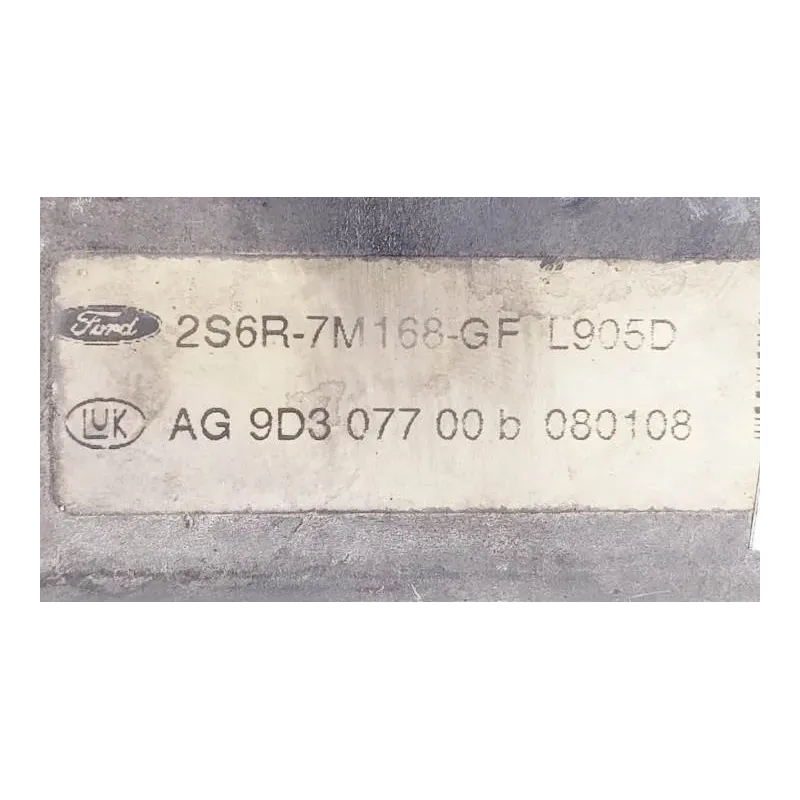 Ford 2S6R-7M168-GF L905D
LUK AG 9D3 077 00 b 080108